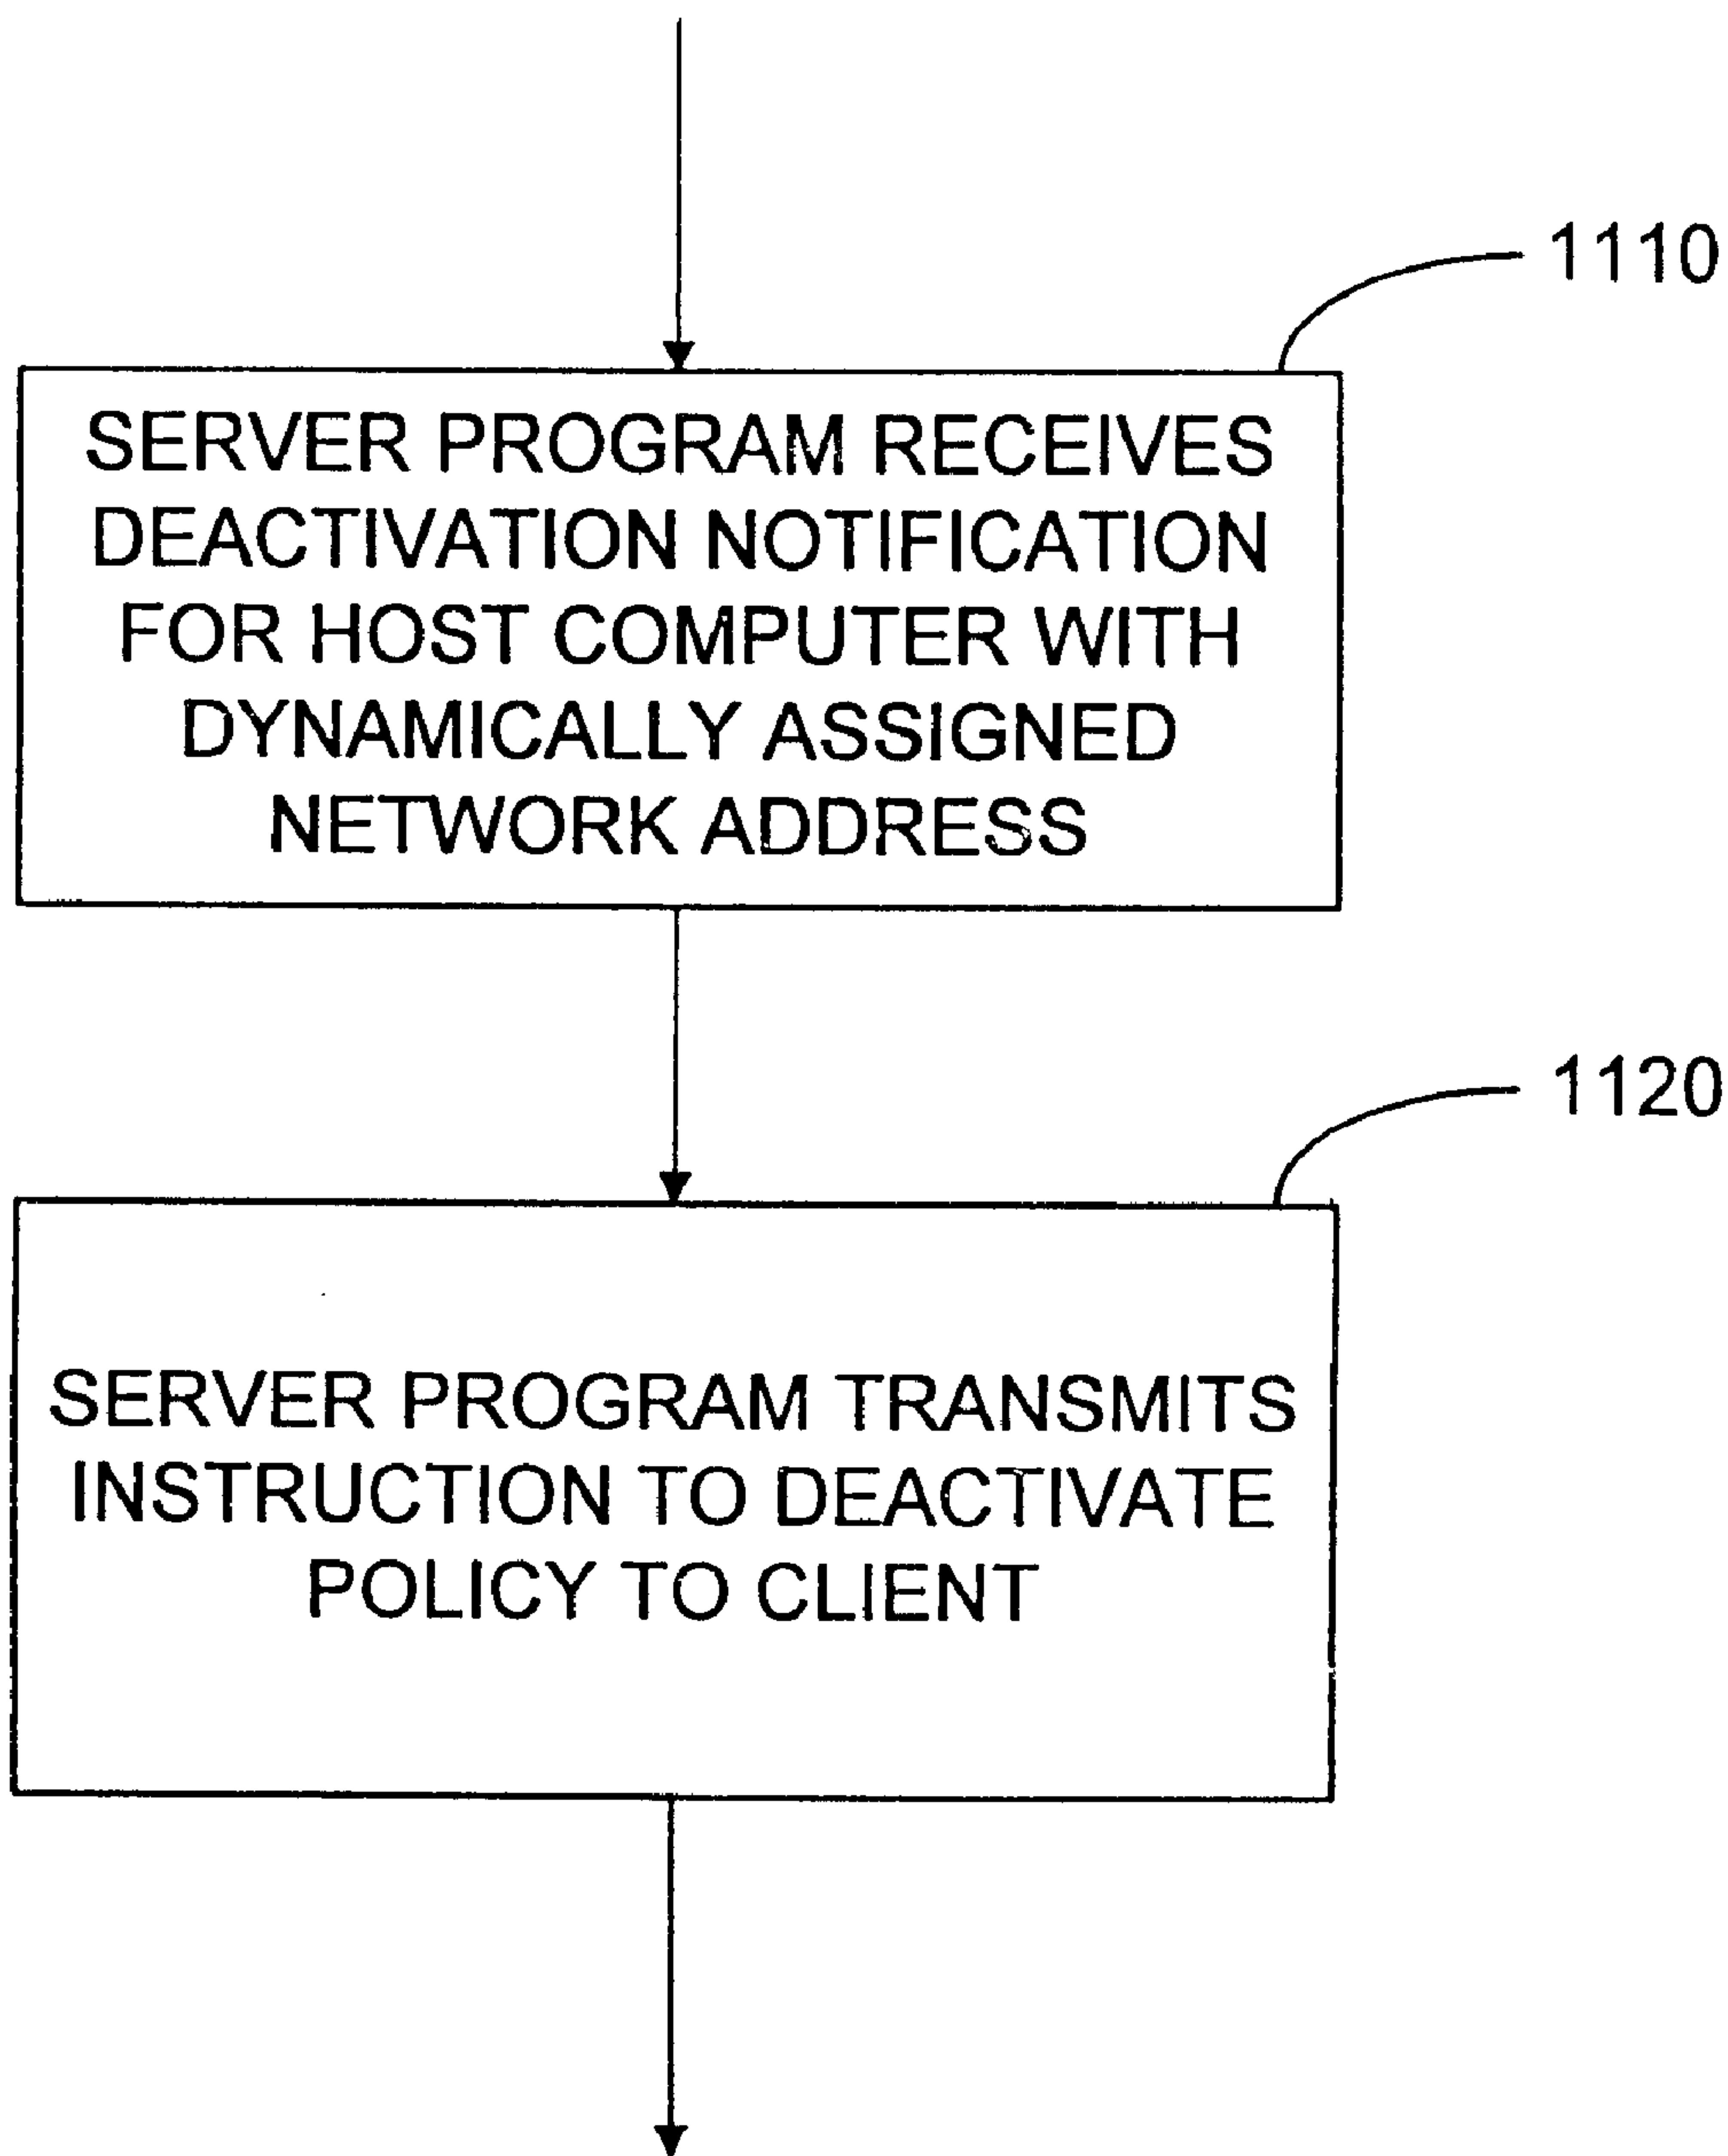 1110
SERVER PROGRAM RECEIVES
DEACTIVATION NOTIFICATION
FOR HOST COMPUTER WITH
DYNAMICALLY ASSIGNED
NETWORK ADDRESS
1120
SERVER PROGRAM TRANSMITS
INSTRUCTION TO DEACTIVATE
POLICY TO CLIENT